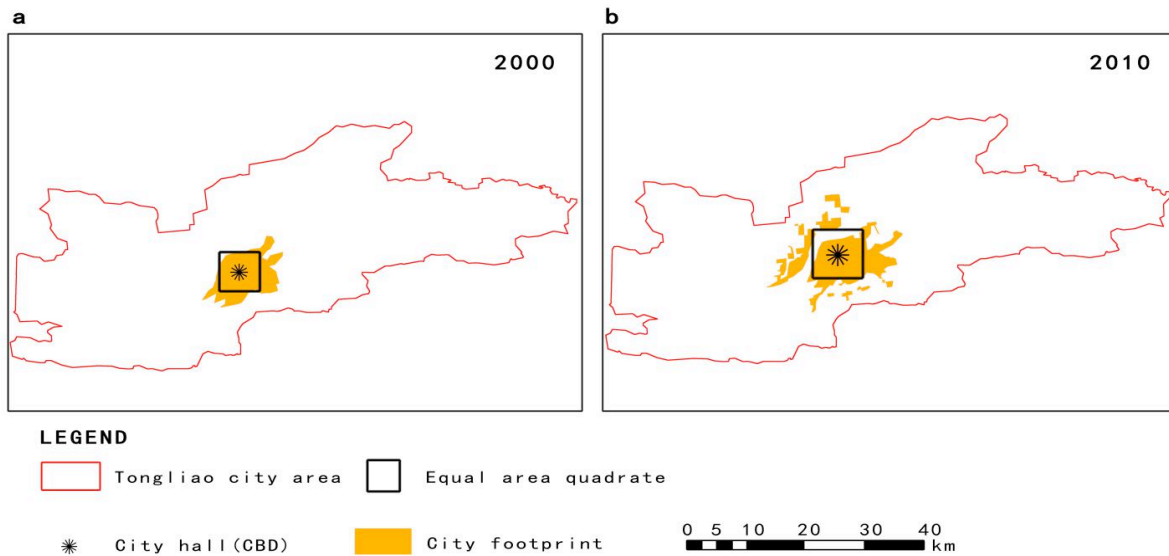 a
b
2000
2010
LEGEND
Tongliao city area
Equal area quadrate
City hall(CBD)
City footprint
0 5 10 20 30 40
km